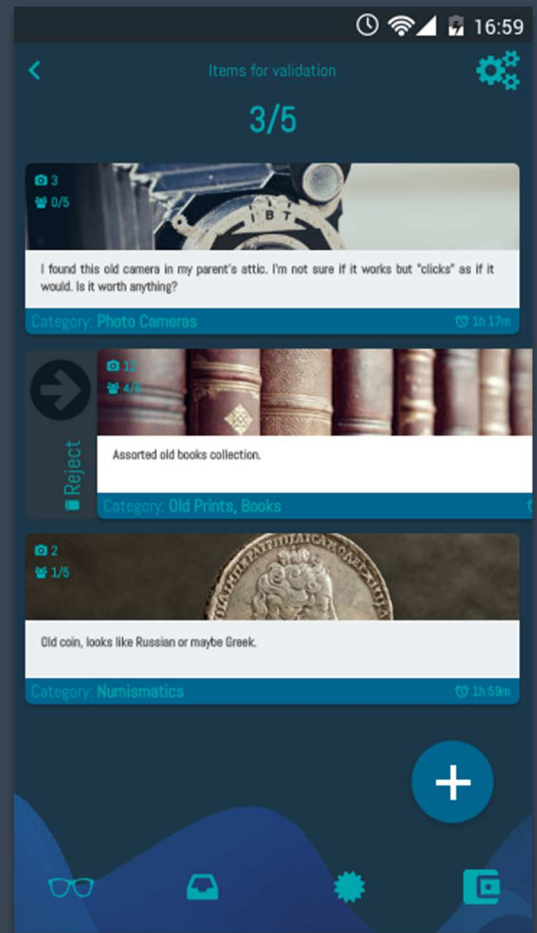 16:59
Items for validation
3/5
3
0/5
I B T
I found this old camera in my parent's attic. I'm not sure if it works but "clicks" as if it
would. Is it worth anything?
Category: Photo Cameras
1h 17m
Reject
12
Assorted old books collection.
Category: Old Prints, Books
2
1/5
Old coin, looks like Russian or maybe Greek.
Category: Numismatics
1h 59m